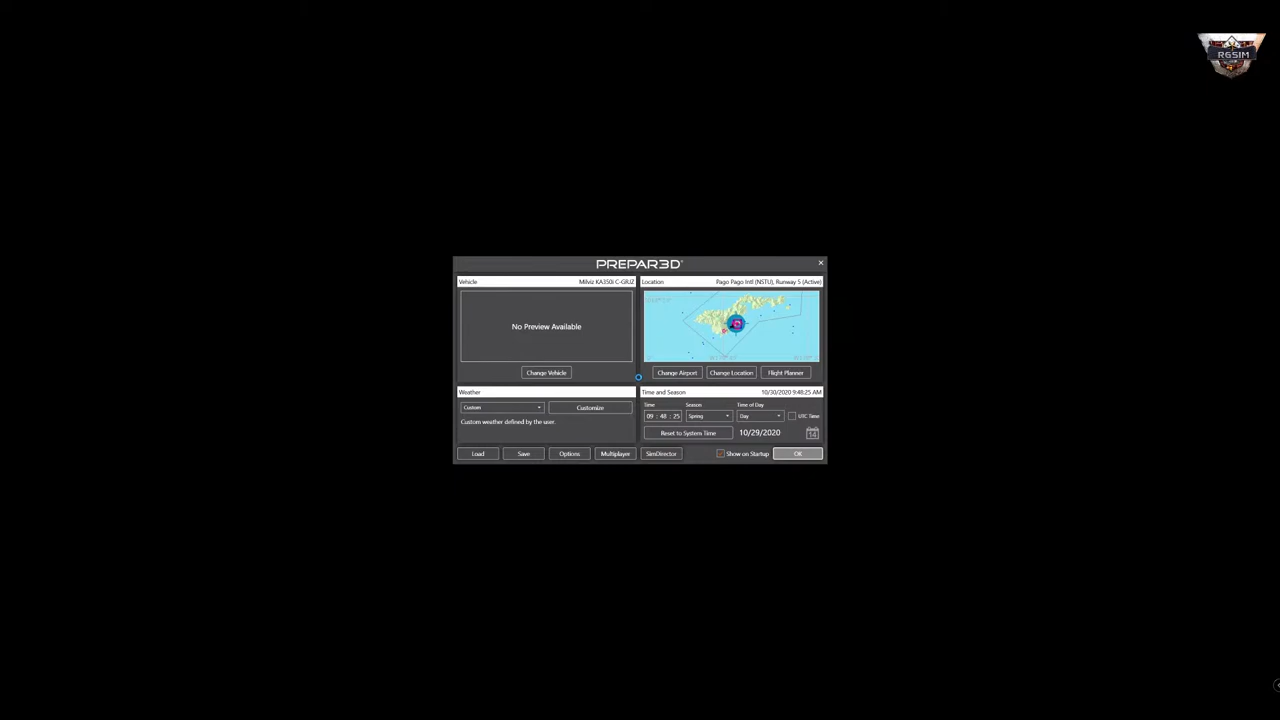 R6SIM
PREPAR3D
Vehicle
Milviz KA350i C-GRJZ
No Preview Available
Change Vehicle
Location
Pago Pago Intl (NSTU), Runway 5 (Active)
Change Airport
Change Location
Flight Planner
Weather
Custom
Customize
Custom weather defined by the user.
Time and Season
10/30/2020 9:48:25 AM
Time
Season
Time of Day
09 : 48 : 25
Spring
Day
UTC Time
Reset to System Time
10/29/2020
14
Load
Save
Options
Multiplayer
SimDirector
Show on Startup
OK